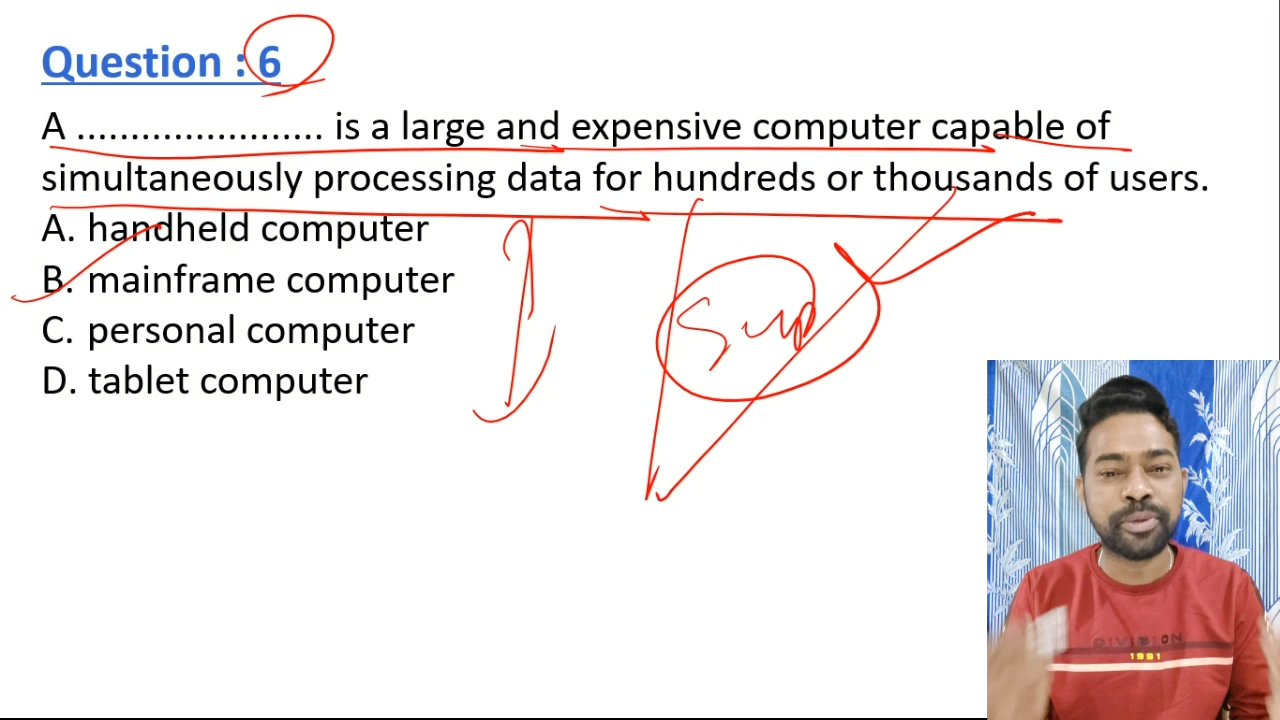 Question : 6
A ....................... is a large and expensive computer capable of
simultaneously processing data for hundreds or thousands of users.
A. handheld computer
B. mainframe computer
C. personal computer
D. tablet computer
Sup
DIVISION
1981